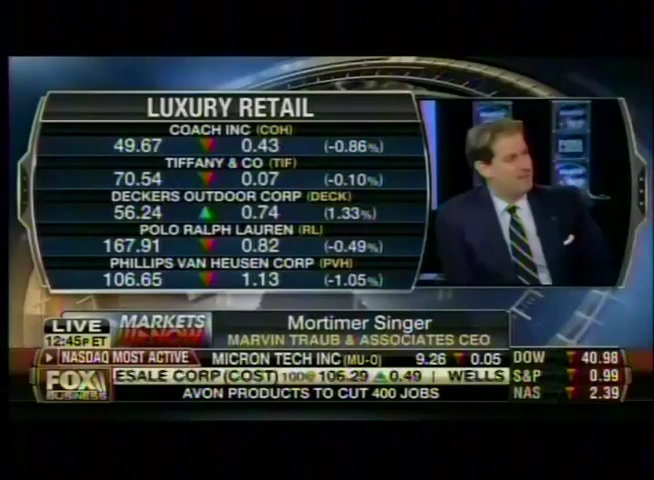 LUXURY RETAIL
COACH INC (COH)
49.67 ▼ 0.43 (-0.86%)
TIFFANY & CO (TIF)
70.54 ▼ 0.07 (-0.10%)
DECKERS OUTDOOR CORP (DECK)
56.24 ▲ 0.74 (1.33%)
POLO RALPH LAUREN (RL)
167.91 ▼ 0.82 (-0.49%)
PHILLIPS VAN HEUSEN CORP (PVH)
106.65 ▼ 1.13 (-1.05%)
LIVE
12:45P ET
MARKETS
NOW
Mortimer Singer
MARVIN TRAUB & ASSOCIATES CEO
NASDAQ MOST ACTIVE
MICRON TECH INC (MU-O) 9.26 ▼ 0.05
DOW ▼ 40.98
FOX
BUSINESS
ESALE CORP (COST) 100@ 106.29 ▲ 0.49 | WELLS
S&P ▼ 0.99
AVON PRODUCTS TO CUT 400 JOBS
NAS ▼ 2.39